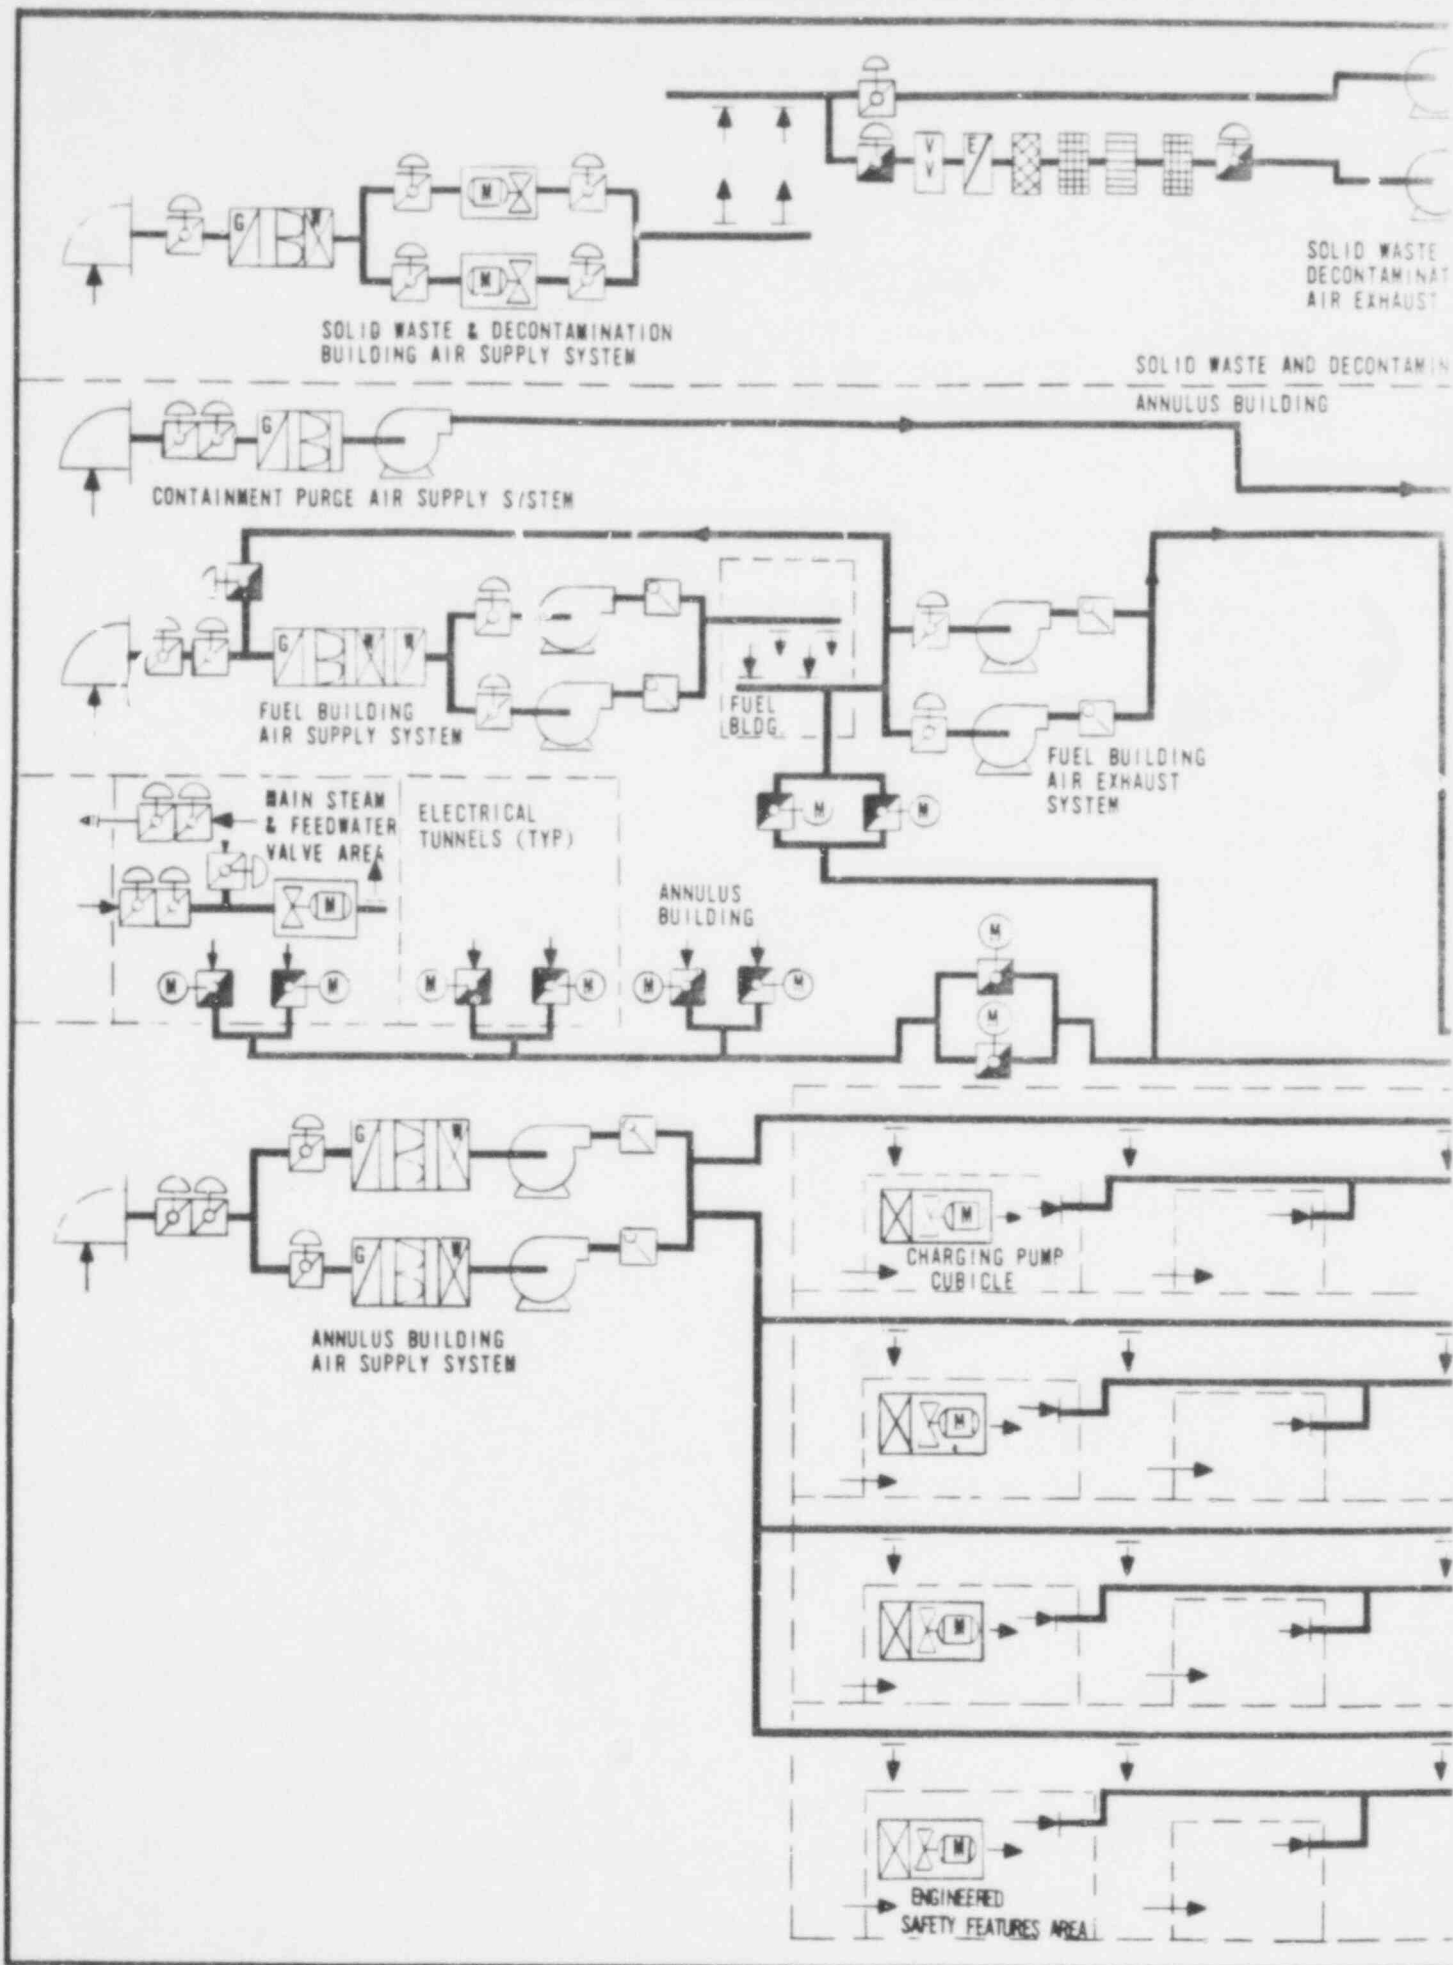 V
V
E
G
W
M
M
SOLID WASTE
DECONTAMINAT
AIR EXHAUST
SOLID WASTE & DECONTAMINATION
BUILDING AIR SUPPLY SYSTEM
SOLID WASTE AND DECONTAMIN
ANNULUS BUILDING
G
CONTAINMENT PURGE AIR SUPPLY S/STEM
G
W
W
FUEL BUILDING
AIR SUPPLY SYSTEM
FUEL
BLDG.
FUEL BUILDING
AIR EXHAUST
SYSTEM
MAIN STEAM
& FEEDWATER
VALVE AREA
ELECTRICAL
TUNNELS (TYP)
M
M
M
ANNULUS
BUILDING
M
M
M
M
M
M
M
M
G
W
M
CHARGING PUMP
CUBICLE
G
W
ANNULUS BUILDING
AIR SUPPLY SYSTEM
M
M
M
ENGINEERED
SAFETY FEATURES AREA